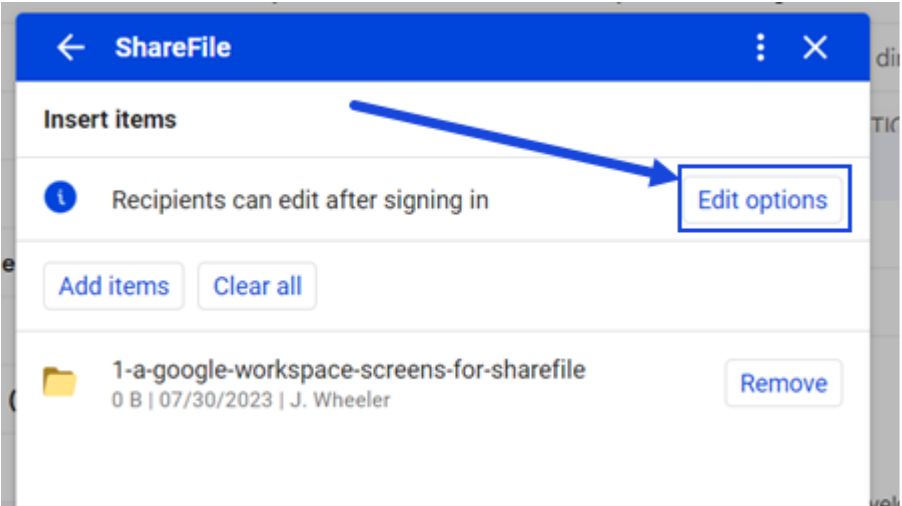 ShareFile
Insert items
Recipients can edit after signing in
Edit options
Add items
Clear all
1-a-google-workspace-screens-for-sharefile
0 B | 07/30/2023 | J. Wheeler
Remove